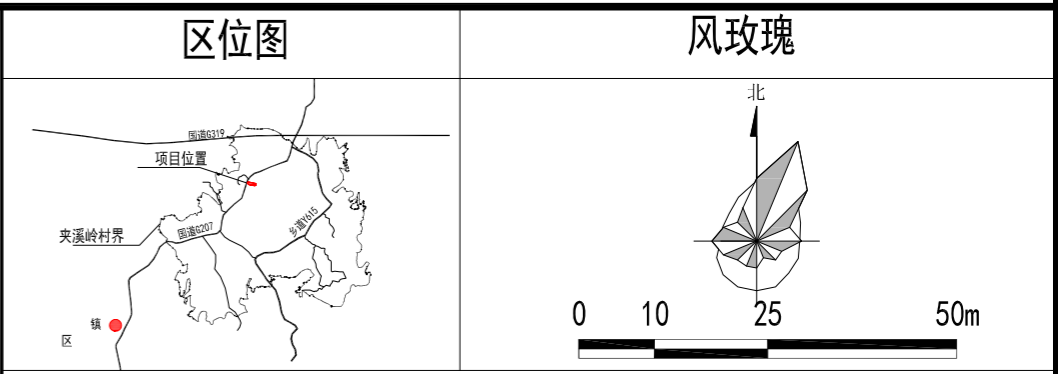 区位图
风玫瑰
国道G319
项目位置
夹溪岭村界
国道G207
乡道Y615
镇
区
北
0 10 25 50m